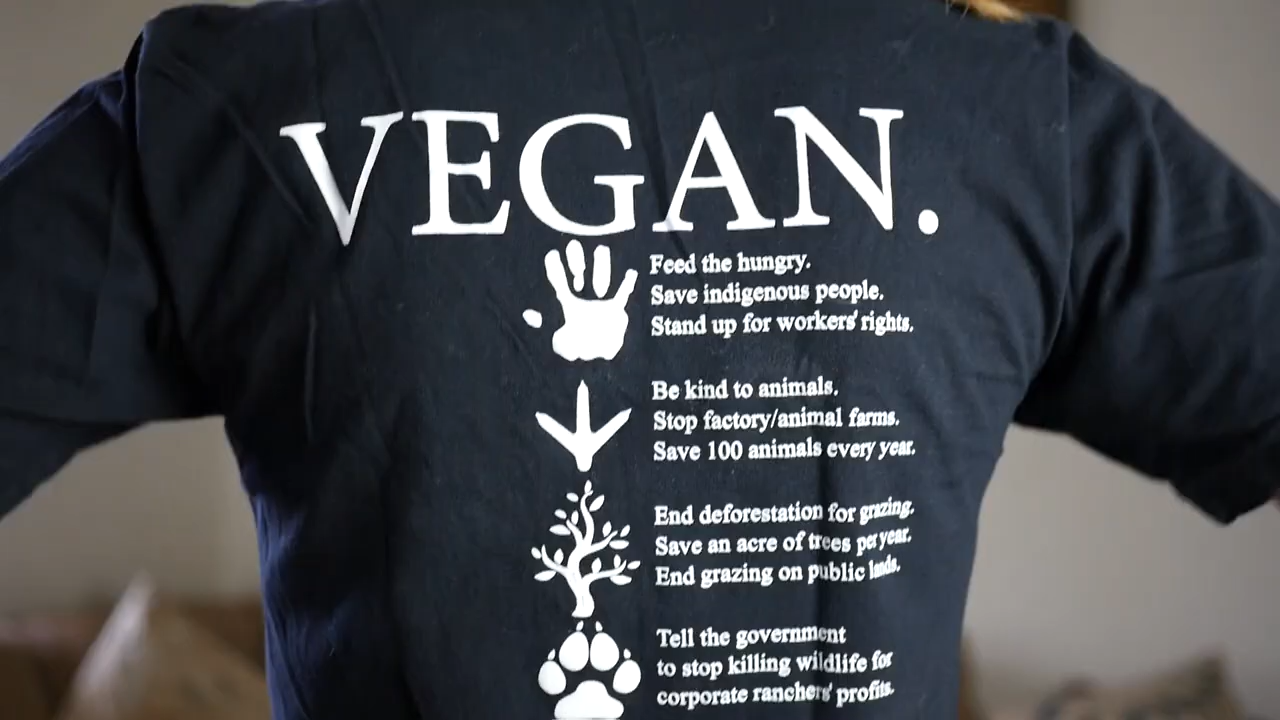 VEGAN.
Feed the hungry.
Save indigenous people.
Stand up for workers' rights.
Be kind to animals.
Stop factory/animal farms.
Save 100 animals every year.
End deforestation for grazing.
Save an acre of trees per year.
End grazing on public lands.
Tell the government
to stop killing wildlife for
corporate ranchers' profits.